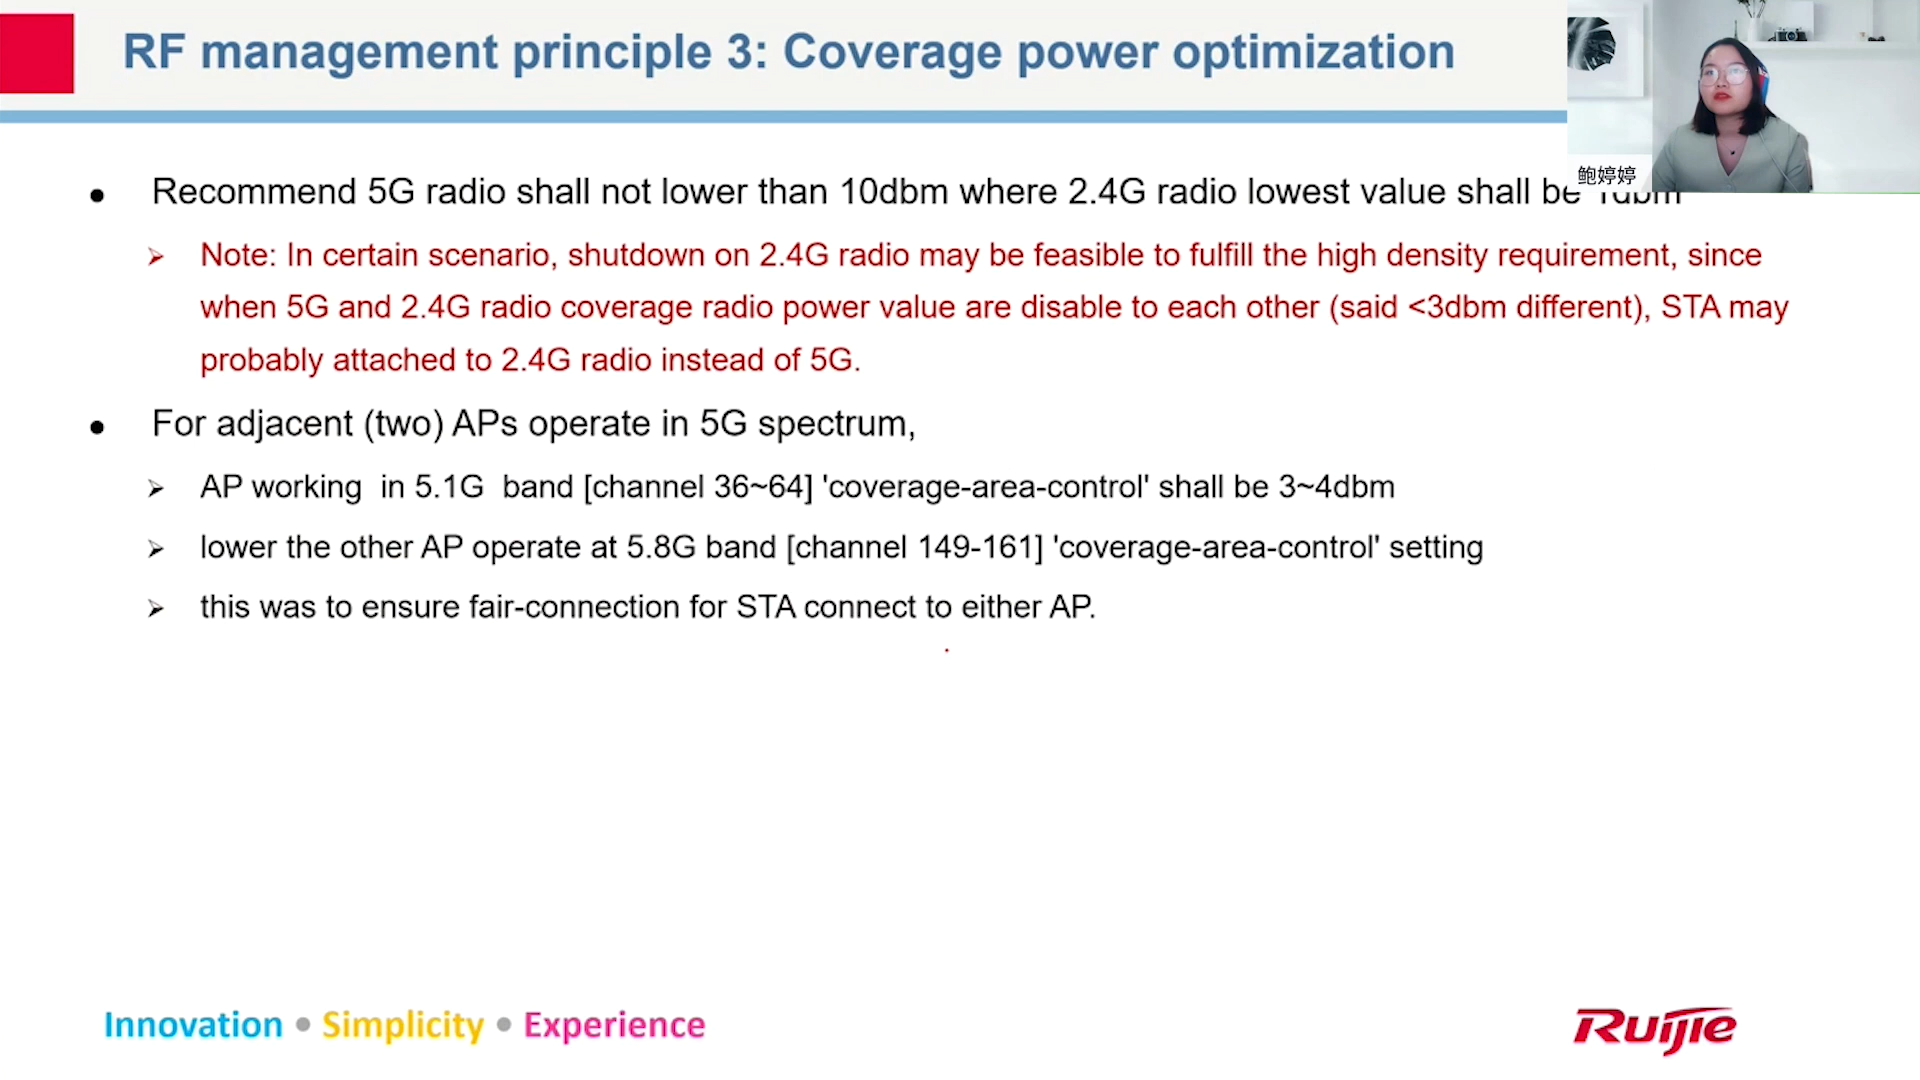 RF management principle 3: Coverage power optimization
鲍婷婷
• Recommend 5G radio shall not lower than 10dbm where 2.4G radio lowest value shall be
➢ Note: In certain scenario, shutdown on 2.4G radio may be feasible to fulfill the high density requirement, since
when 5G and 2.4G radio coverage radio power value are disable to each other (said <3dbm different), STA may
probably attached to 2.4G radio instead of 5G.
• For adjacent (two) APs operate in 5G spectrum,
➢ AP working in 5.1G band [channel 36~64] 'coverage-area-control' shall be 3~4dbm
➢ lower the other AP operate at 5.8G band [channel 149-161] 'coverage-area-control' setting
➢ this was to ensure fair-connection for STA connect to either AP.
Innovation • Simplicity • Experience
Ruijie